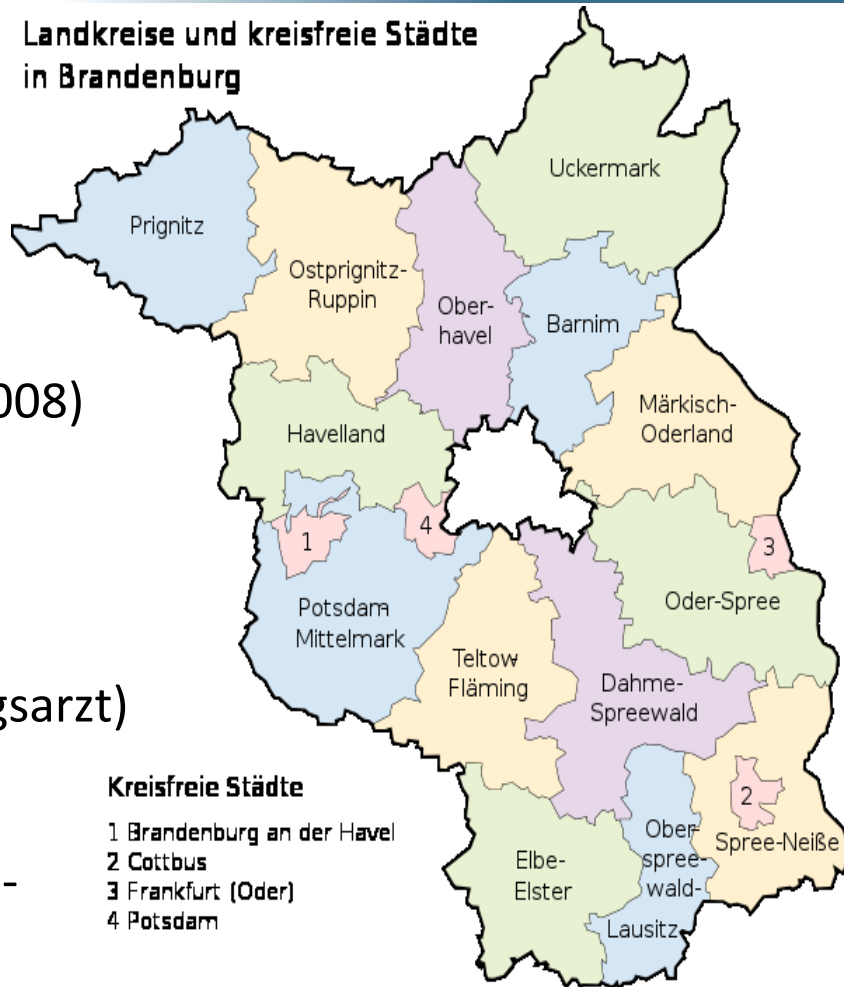 Landkreise und kreisfreie Städte
in Brandenburg
Uckermark
Prignitz
Ostprignitz-
Ruppin
Ober-
havel
Barnim
008)
Märkisch-
Oderland
Havelland
4
1
3
Oder-Spree
Potsdam-
Mittelmark
Teltow-
Fläming
Dahme-
Spreewald
gsarzt)
Kreisfreie Städte
1 Brandenburg an der Havel
2 Cottbus
3 Frankfurt (Oder)
4 Potsdam
2
Ober-
spree-
wald-
Lausitz
Spree-Neiße
Elbe-
Elster
-